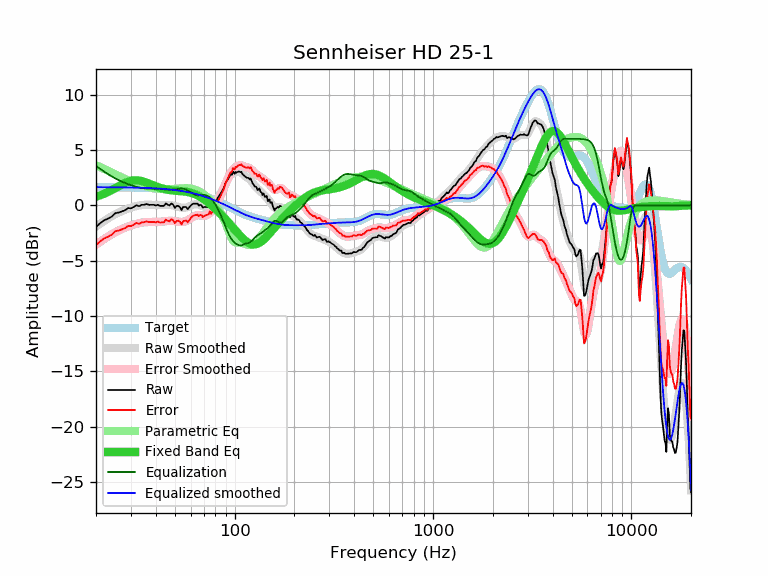 Sennheiser HD 25-1
Amplitude (dBr)
10
5
0
−5
−10
−15
−20
−25
Target
Raw Smoothed
Error Smoothed
Raw
Error
Parametric Eq
Fixed Band Eq
Equalization
Equalized smoothed
100
1000
10000
Frequency (Hz)